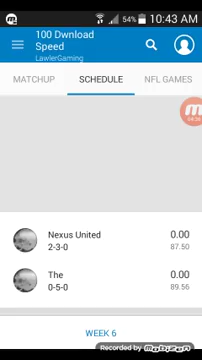 54% 10:43 AM
100 Dwnload
Speed
LawlerGaming
MATCHUP SCHEDULE NFL GAMES
Nexus United 0.00
2-3-0 87.50
The 0.00
0-5-0 89.56
WEEK 6
Recorded by Mobizen